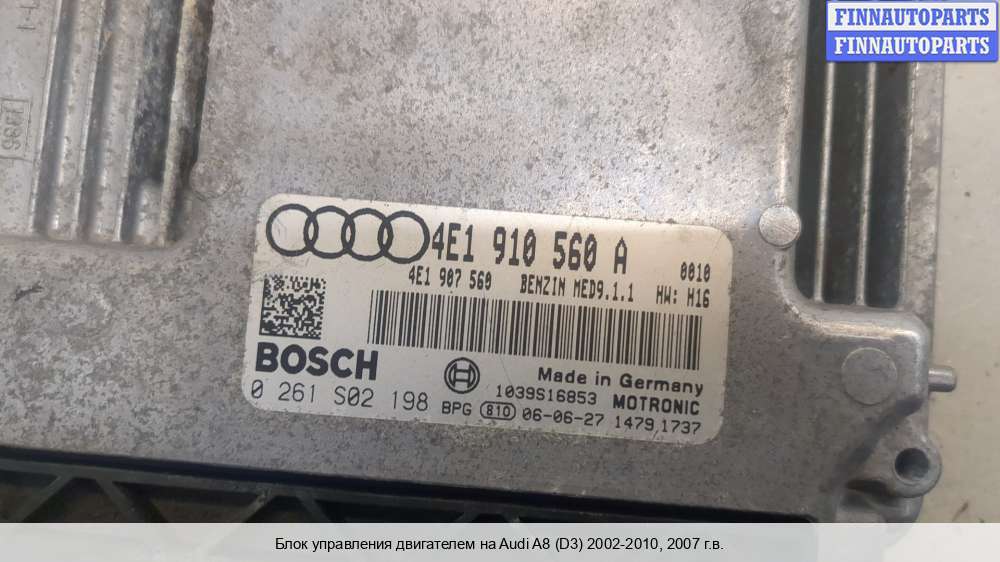 FINNAUTOPARTS
FINNAUTOPARTS
4E1 910 560 A
4E1 907 560 BENZIN MED9.1.1 0010
HW: H16
BOSCH
Made in Germany
0 261 S02 198
1039S16853 MOTRONIC
BPG 810 06-06-27 1479 1737
Блок управления двигателем на Audi A8 (D3) 2002-2010, 2007 г.в.